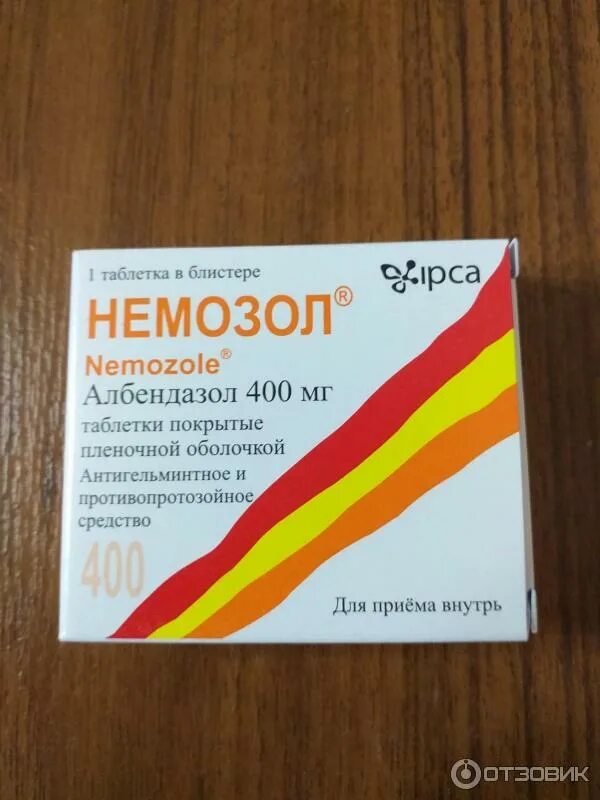 1 таблетка в блистере
ipca
НЕМОЗОЛ®
Nemozole®
Албендазол 400 мг
таблетки покрытые
пленочной оболочкой
Антигельминтное и
противопротозойное
средство
400
Для приёма внутрь
ОТЗОВИК